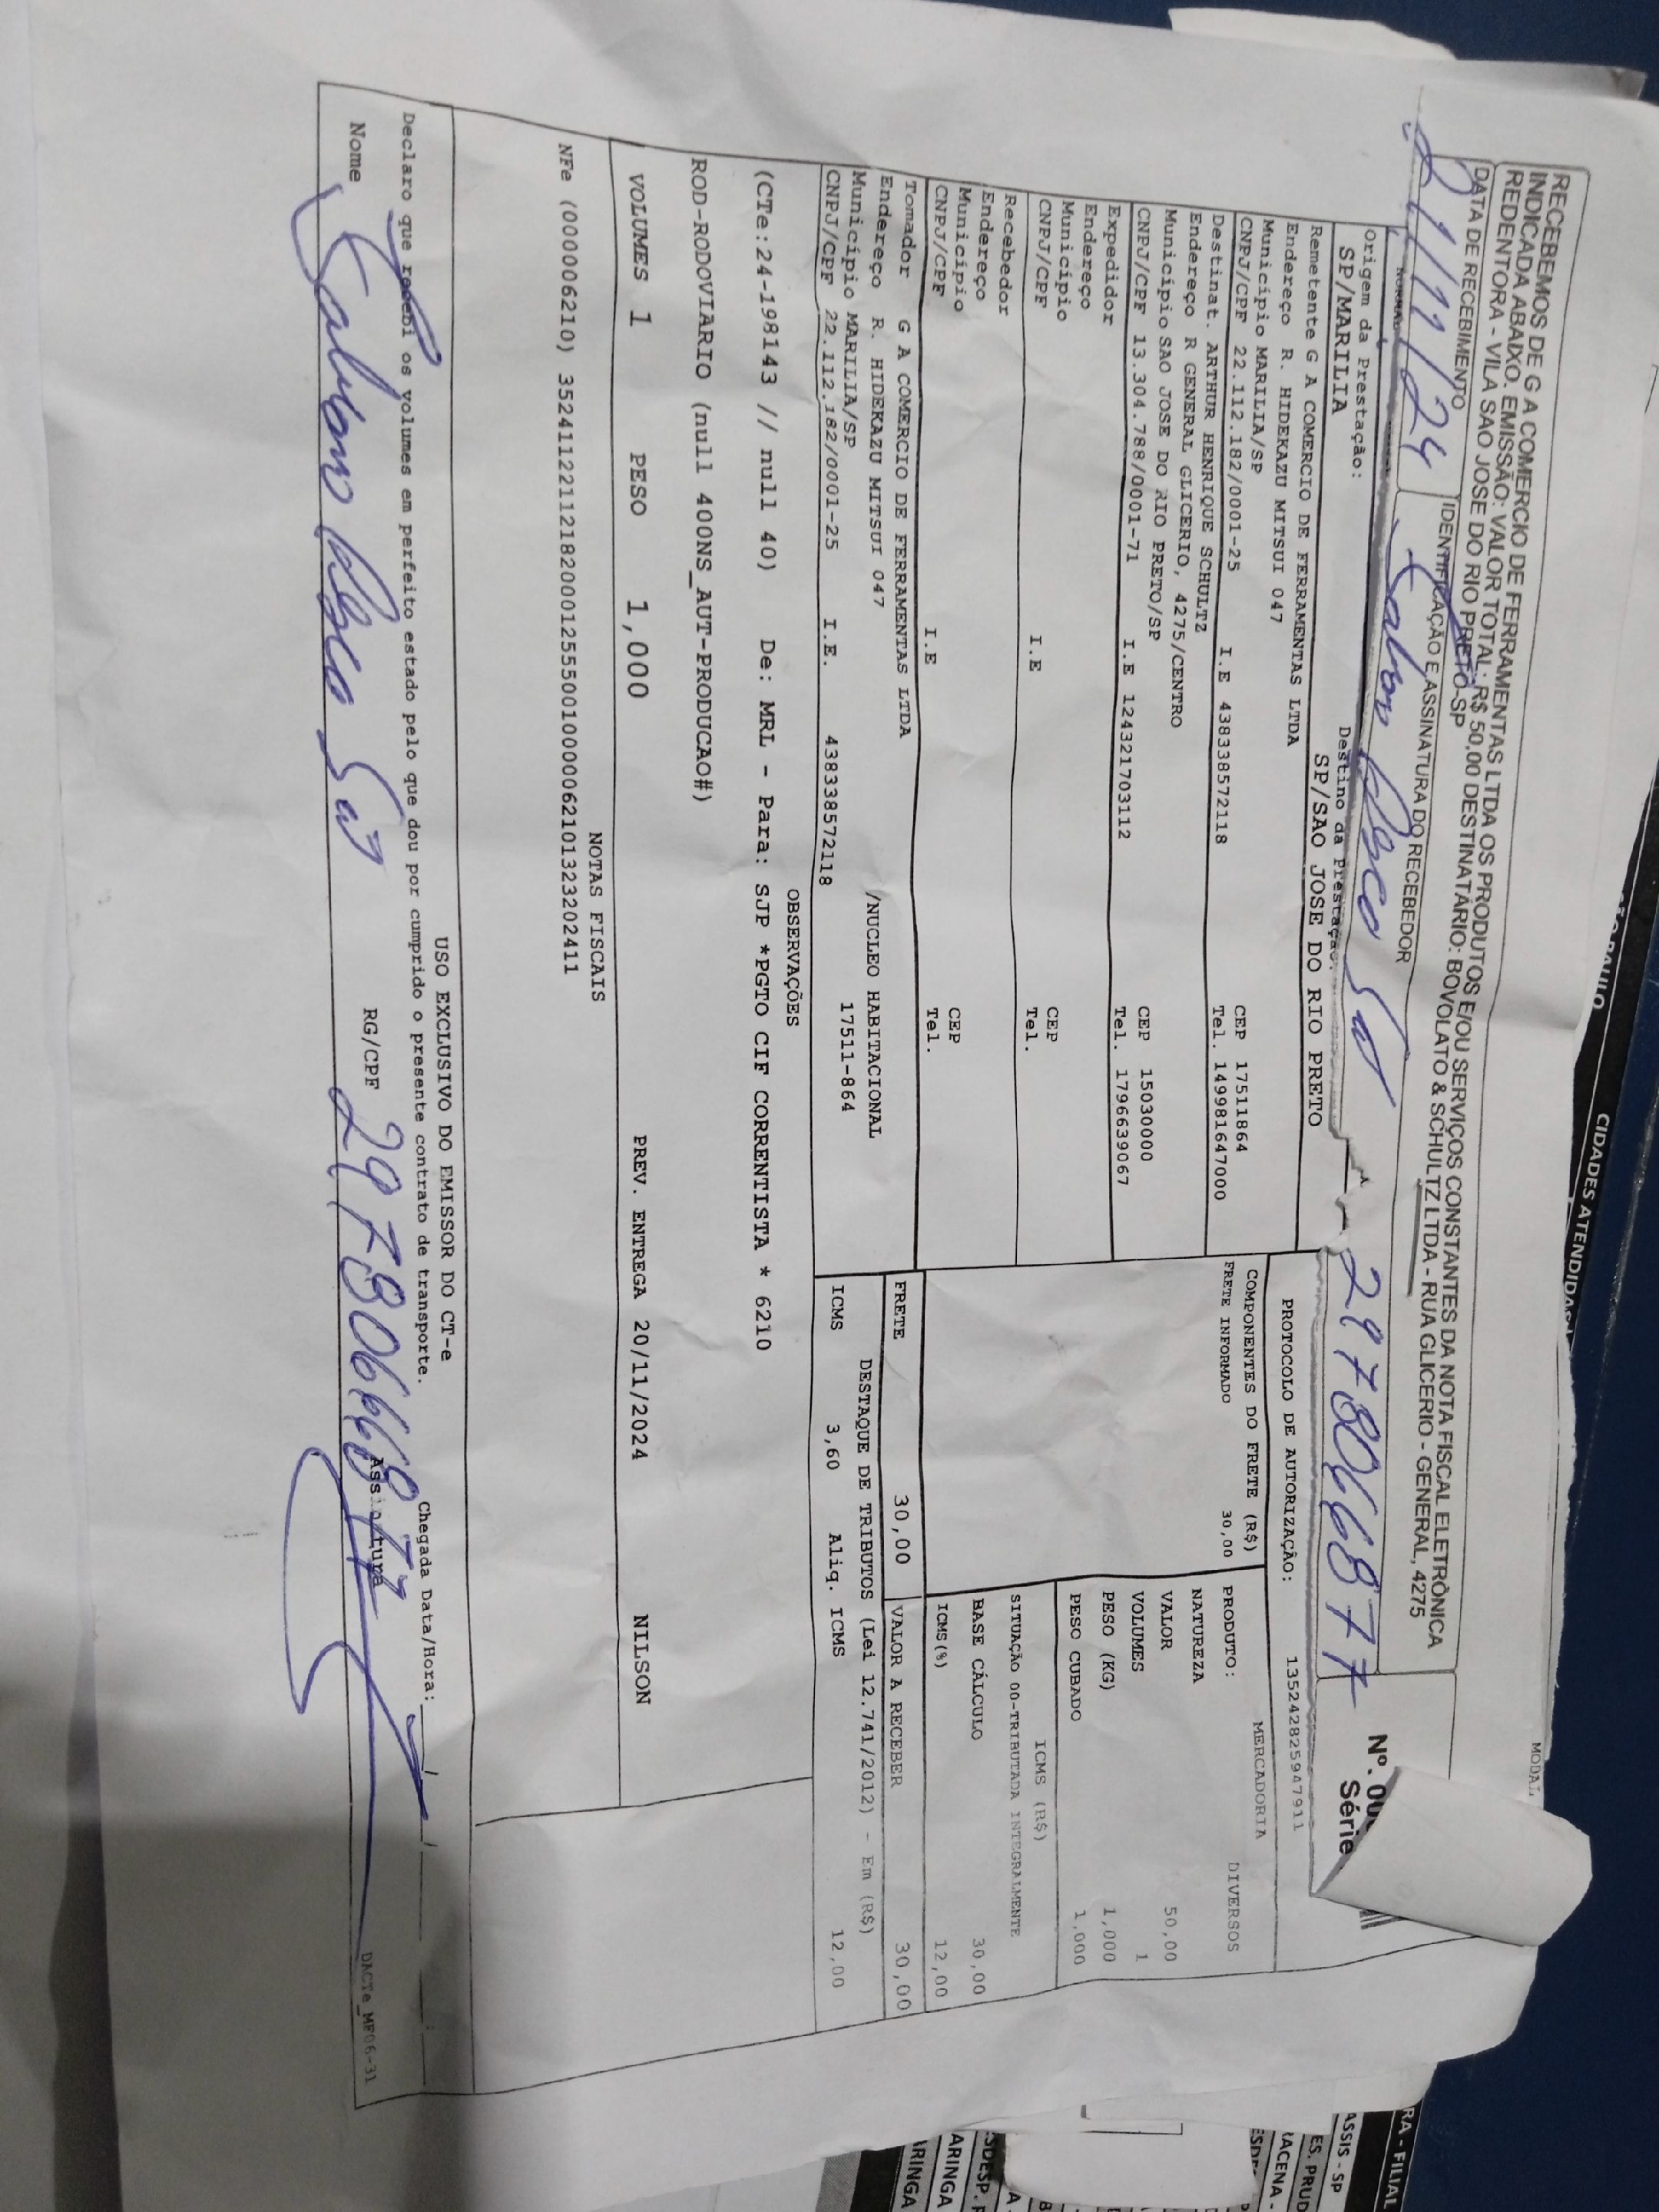 RECEBEMOS DE G A COMERCIO DE FERRAMENTAS LTDA OS PRODUTOS E/OU SERVIÇOS CONSTANTES DA NOTA FISCAL ELETRÔNICA
INDICADA ABAIXO. EMISSÃO: VALOR TOTAL: R$ 50,00 DESTINATÁRIO: BOVOLATO & SCHULTZ LTDA - RUA GLICERIO - GENERAL, 4275
REDENTORA - VILA SAO JOSE DO RIO PRETO-SP
DATA DE RECEBIMENTO IDENTIFICAÇÃO E ASSINATURA DO RECEBEDOR
21/11/24 2978066877
Nº.
Série
MODAL
Origem da Prestação: Destino da Prestação:
SP/MARILIA SP/SAO JOSE DO RIO PRETO
PROTOCOLO DE AUTORIZAÇÃO: 135242825947911
Remetente G A COMERCIO DE FERRAMENTAS LTDA
Endereço R. HIDEKAZU MITSUI 047
Município MARILIA/SP CEP 17511864
CNPJ/CPF 22.112.182/0001-25 I.E 438338572118 Tel. 149981647000
Destinat. ARTHUR HENRIQUE SCHULTZ
Endereço R GENERAL GLICERIO, 4275/CENTRO
Município SAO JOSE DO RIO PRETO/SP CEP 15030000
CNPJ/CPF 13.304.788/0001-71 I.E 124321703112 Tel. 1796639067
Expedidor
Endereço
Município CEP
CNPJ/CPF I.E Tel.
Recebedor
Endereço
Município CEP
CNPJ/CPF I.E Tel.
Tomador G A COMERCIO DE FERRAMENTAS LTDA
Endereço R. HIDEKAZU MITSUI 047 /NUCLEO HABITACIONAL
Município MARILIA/SP 17511-864
CNPJ/CPF 22.112.182/0001-25 I.E. 438338572118
COMPONENTES DO FRETE (R$)
FRETE INFORMADO 30,00
MERCADORIA
PRODUTO: DIVERSOS
NATUREZA
VALOR 50,00
VOLUMES 1
PESO (KG) 1,000
PESO CUBADO 1,000
ICMS (R$)
SITUAÇÃO 00-TRIBUTADA INTEGRALMENTE
BASE CÁLCULO 30,00
ICMS(%) 12,00
FRETE 30,00 VALOR A RECEBER 30,00
DESTAQUE DE TRIBUTOS (Lei 12.741/2012) - Em (R$)
ICMS 3,60 Aliq. ICMS 12,00
OBSERVAÇÕES
(CTe:24-198143 // null 40) De: MRL - Para: SJP *PGTO CIF CORRENTISTA * 6210
ROD-RODOVIARIO (null 400NS_AUT-PRODUCAO#)
VOLUMES 1 PESO 1,000 PREV. ENTREGA 20/11/2024 NILSON
NOTAS FISCAIS
NFe (000006210) 35241122112182000125550010000062101323202411
USO EXCLUSIVO DO EMISSOR DO CT-e
Declaro que recebi os volumes em perfeito estado pelo que dou por cumprido o presente contrato de transporte. Chegada Data/Hora:
Nome RG/CPF 2978066877 Assinatura
DACTe_MF06-31
CIDADES ATENDIDAS
ASSIS - SP